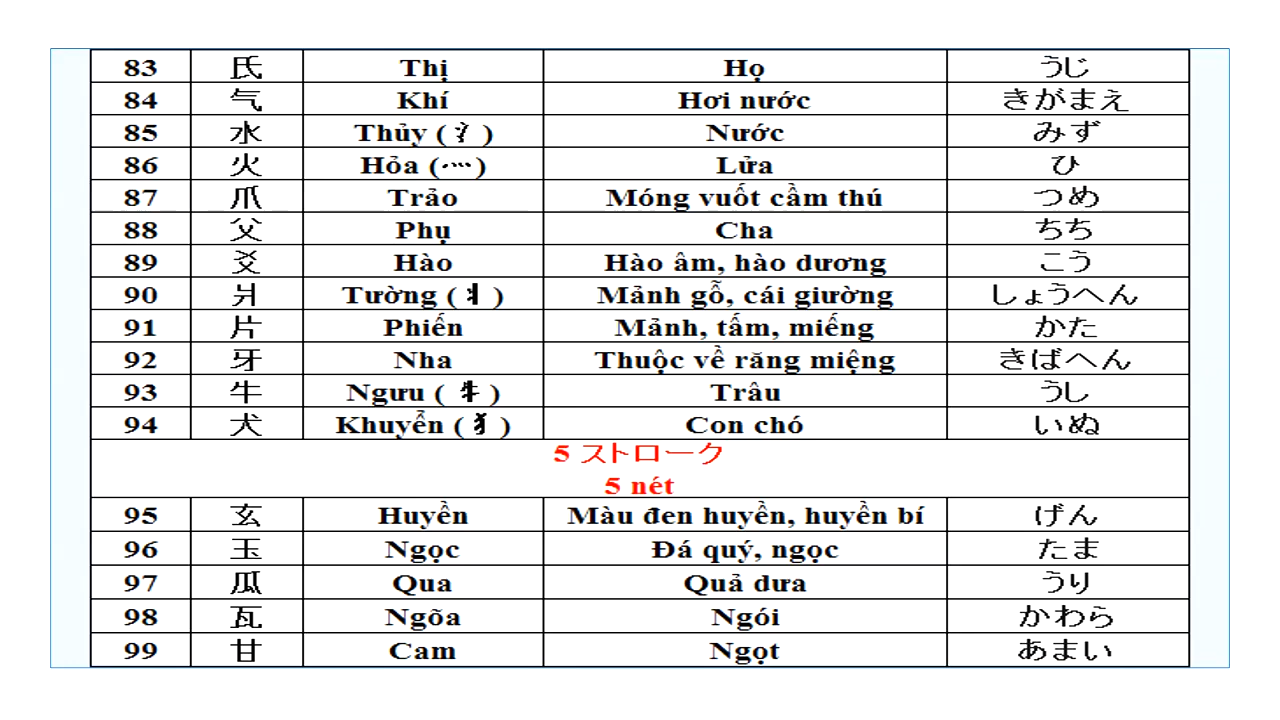 83 氏 Thị Họ うじ
84 气 Khí Hơi nước きがまえ
85 水 Thủy ( 氵 ) Nước みず
86 火 Hỏa (灬) Lửa ひ
87 爪 Trảo Móng vuốt cầm thú つめ
88 父 Phụ Cha ちち
89 爻 Hào Hào âm, hào dương こう
90 爿 Tường ( 丬 ) Mảnh gỗ, cái giường しょうへん
91 片 Phiến Mảnh, tấm, miếng かた
92 牙 Nha Thuộc về răng miệng きばへん
93 牛 Ngưu ( 牜 ) Trâu うし
94 犬 Khuyển ( 犭 ) Con chó いぬ
5 ストローク
5 nét
95 玄 Huyền Màu đen huyền, huyền bí げん
96 玉 Ngọc Đá quý, ngọc たま
97 瓜 Qua Quả dưa うり
98 瓦 Ngõa Ngói かわら
99 甘 Cam Ngọt あまい